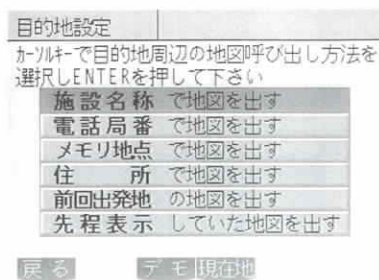 目的地設定
カーソルキーで目的地周辺の地図呼び出し方法を
選択しENTERを押して下さい
施設名称 で地図を出す
電話局番 で地図を出す
メモリ地点 で地図を出す
住　　所 で地図を出す
前回出発地 の地図を出す
先程表示 していた地図を出す
戻る デモ 現在地